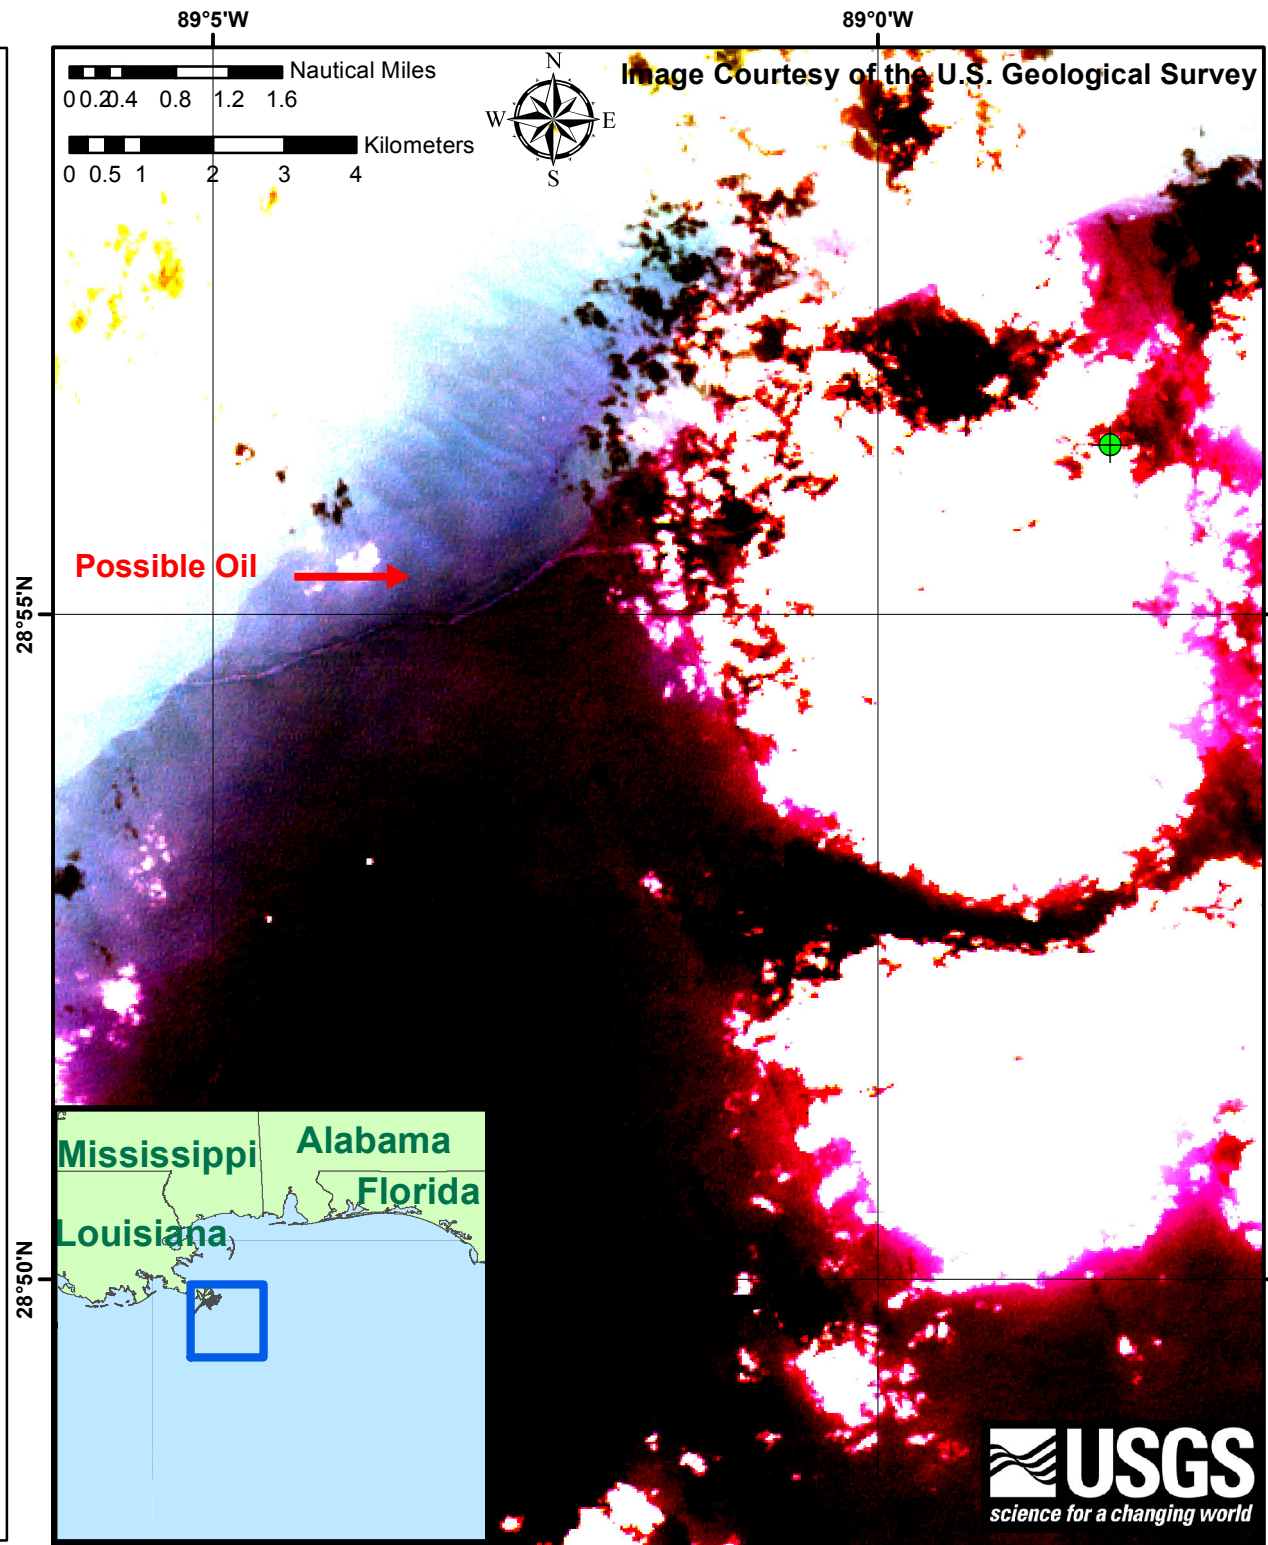 89°5'W 89°0'W
Nautical Miles
0 0.2 0.4 0.8 1.2 1.6
Kilometers
0 0.5 1 2 3 4
N
W E
S
Image Courtesy of the U.S. Geological Survey
Possible Oil
28°55'N
28°50'N
Mississippi
Alabama
Florida
Louisiana
USGS
science for a changing world